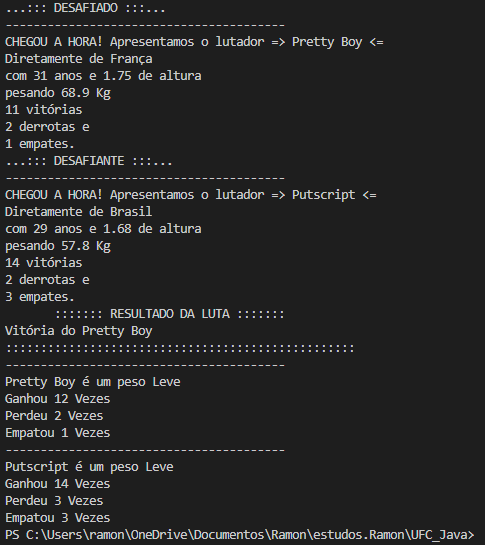 ...::: DESAFIADO :::...
----------------------------------------
CHEGOU A HORA! Apresentamos o lutador => Pretty Boy <=
Diretamente de França
com 31 anos e 1.75 de altura
pesando 68.9 Kg
11 vitórias
2 derrotas e
1 empates.
...::: DESAFIANTE :::...
----------------------------------------
CHEGOU A HORA! Apresentamos o lutador => Putscript <=
Diretamente de Brasil
com 29 anos e 1.68 de altura
pesando 57.8 Kg
14 vitórias
2 derrotas e
3 empates.
::::::: RESULTADO DA LUTA :::::::
Vitória do Pretty Boy
::::::::::::::::::::::::::::::::::::::::::::::::::
----------------------------------------
Pretty Boy é um peso Leve
Ganhou 12 Vezes
Perdeu 2 Vezes
Empatou 1 Vezes
----------------------------------------
Putscript é um peso Leve
Ganhou 14 Vezes
Perdeu 3 Vezes
Empatou 3 Vezes
PS C:\Users\ramon\OneDrive\Documentos\Ramon\estudos.Ramon\UFC_Java>